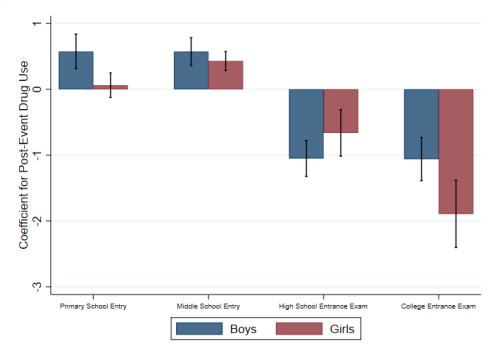 Coefficient for Post-Event Drug Use
1
0
-1
-2
-3
Primary School Entry
Middle School Entry
High School Entrance Exam
College Entrance Exam
Boys
Girls